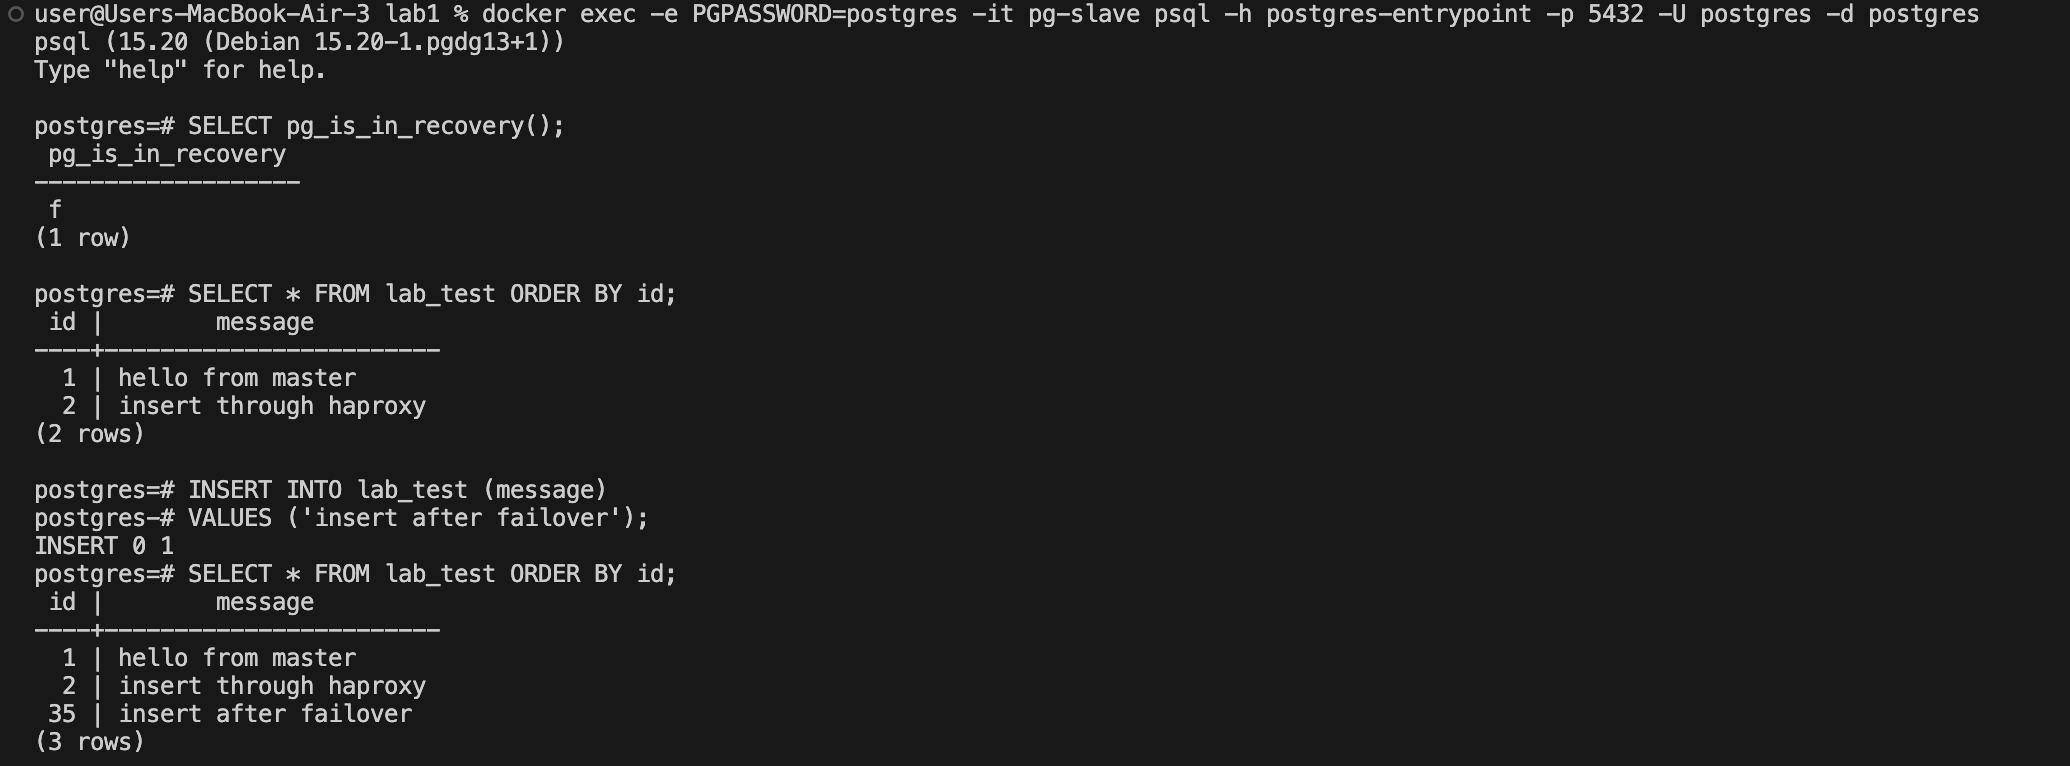 user@Users-MacBook-Air-3 lab1 % docker exec -e PGPASSWORD=postgres -it pg-slave psql -h postgres-entrypoint -p 5432 -U postgres -d postgres
psql (15.20 (Debian 15.20-1.pgdg13+1))
Type "help" for help.

postgres=# SELECT pg_is_in_recovery();
 pg_is_in_recovery
-------------------
 f
(1 row)

postgres=# SELECT * FROM lab_test ORDER BY id;
 id |        message
----+------------------------
  1 | hello from master
  2 | insert through haproxy
(2 rows)

postgres=# INSERT INTO lab_test (message)
postgres-# VALUES ('insert after failover');
INSERT 0 1
postgres=# SELECT * FROM lab_test ORDER BY id;
 id |        message
----+------------------------
  1 | hello from master
  2 | insert through haproxy
 35 | insert after failover
(3 rows)